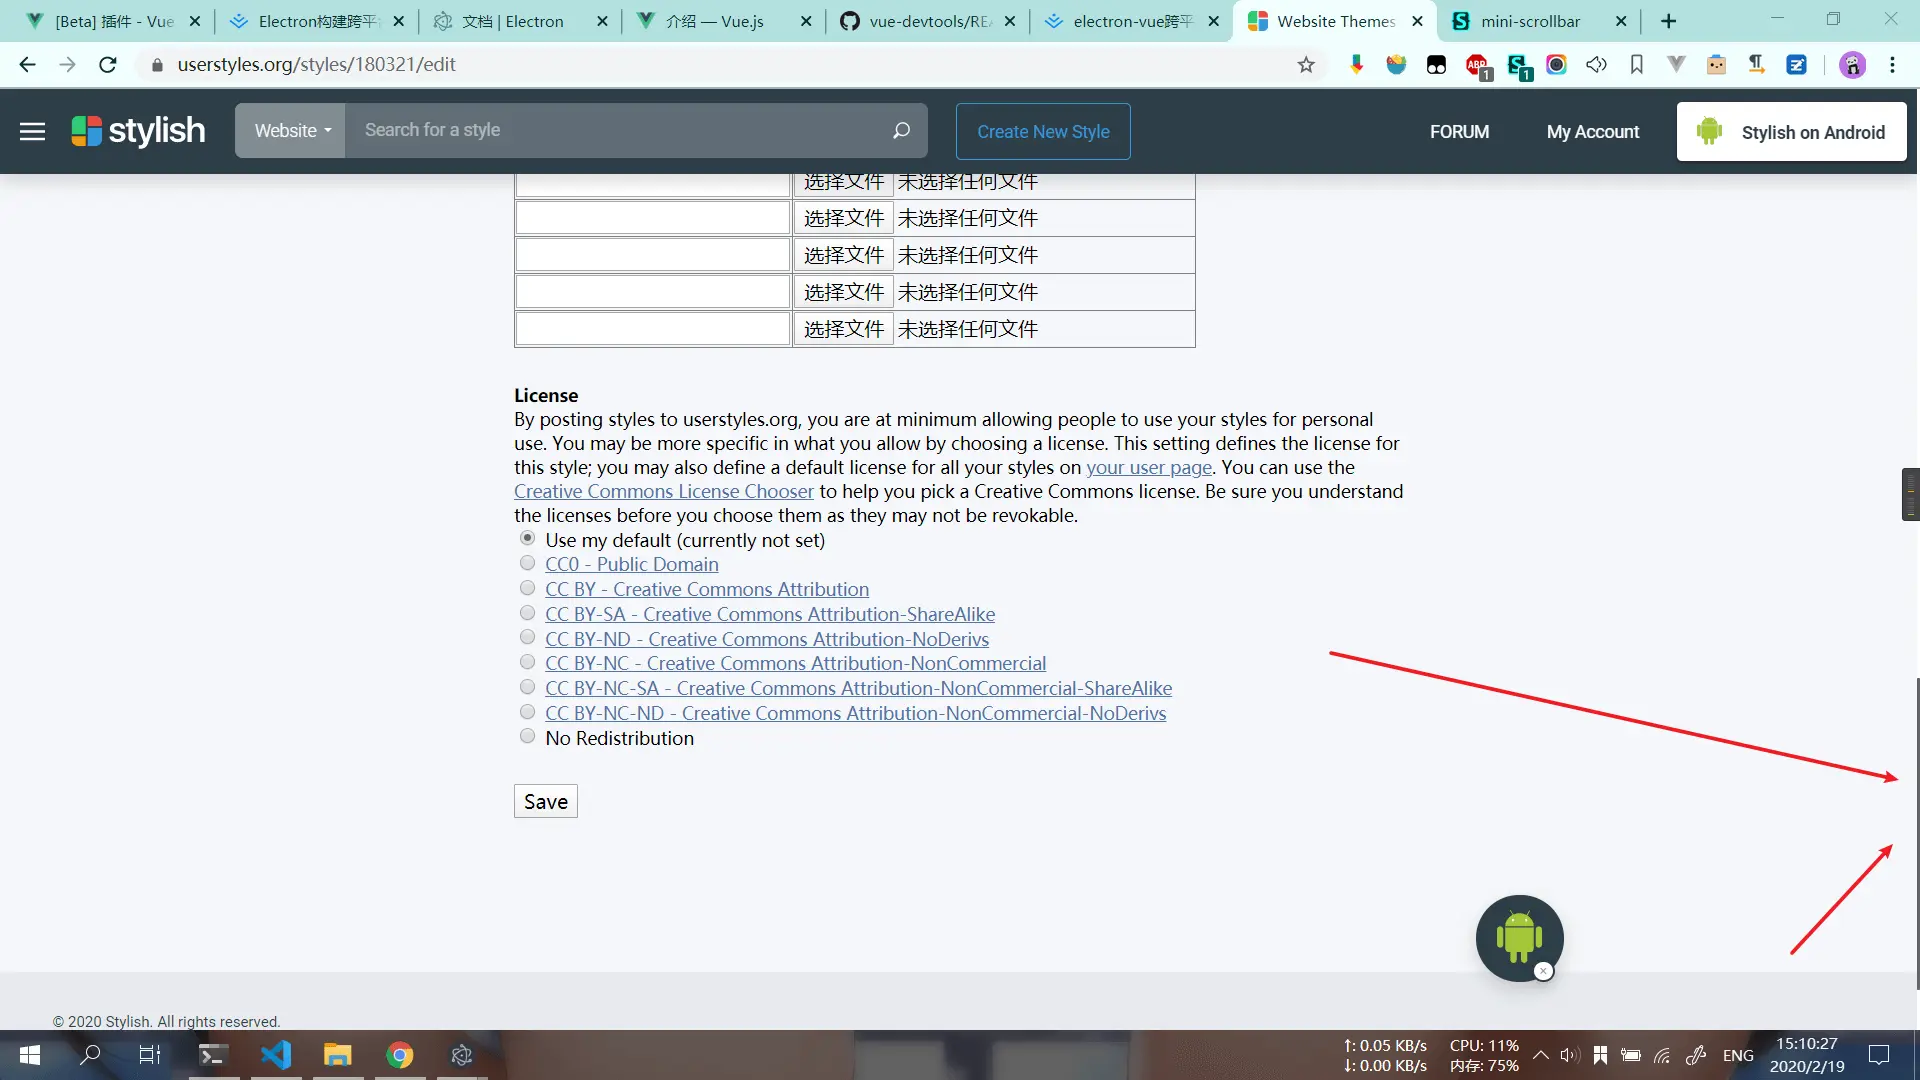 [Beta] 插件 - Vue
Electron构建跨平台
文档 | Electron
介绍 — Vue.js
vue-devtools/REA
electron-vue跨平
Website Themes
mini-scrollbar
userstyles.org/styles/180321/edit
ABP
1
1
stylish
Website
Search for a style
Create New Style
FORUM
My Account
Stylish on Android
选择文件 未选择任何文件
选择文件 未选择任何文件
选择文件 未选择任何文件
选择文件 未选择任何文件
选择文件 未选择任何文件
License
By posting styles to userstyles.org, you are at minimum allowing people to use your styles for personal
use. You may be more specific in what you allow by choosing a license. This setting defines the license for
this style; you may also define a default license for all your styles on your user page. You can use the
Creative Commons License Chooser to help you pick a Creative Commons license. Be sure you understand
the licenses before you choose them as they may not be revokable.
Use my default (currently not set)
CC0 - Public Domain
CC BY - Creative Commons Attribution
CC BY-SA - Creative Commons Attribution-ShareAlike
CC BY-ND - Creative Commons Attribution-NoDerivs
CC BY-NC - Creative Commons Attribution-NonCommercial
CC BY-NC-SA - Creative Commons Attribution-NonCommercial-ShareAlike
CC BY-NC-ND - Creative Commons Attribution-NonCommercial-NoDerivs
No Redistribution
Save
© 2020 Stylish. All rights reserved.
↑: 0.05 KB/s
↓: 0.00 KB/s
CPU: 11%
内存: 75%
ENG
15:10:27
2020/2/19